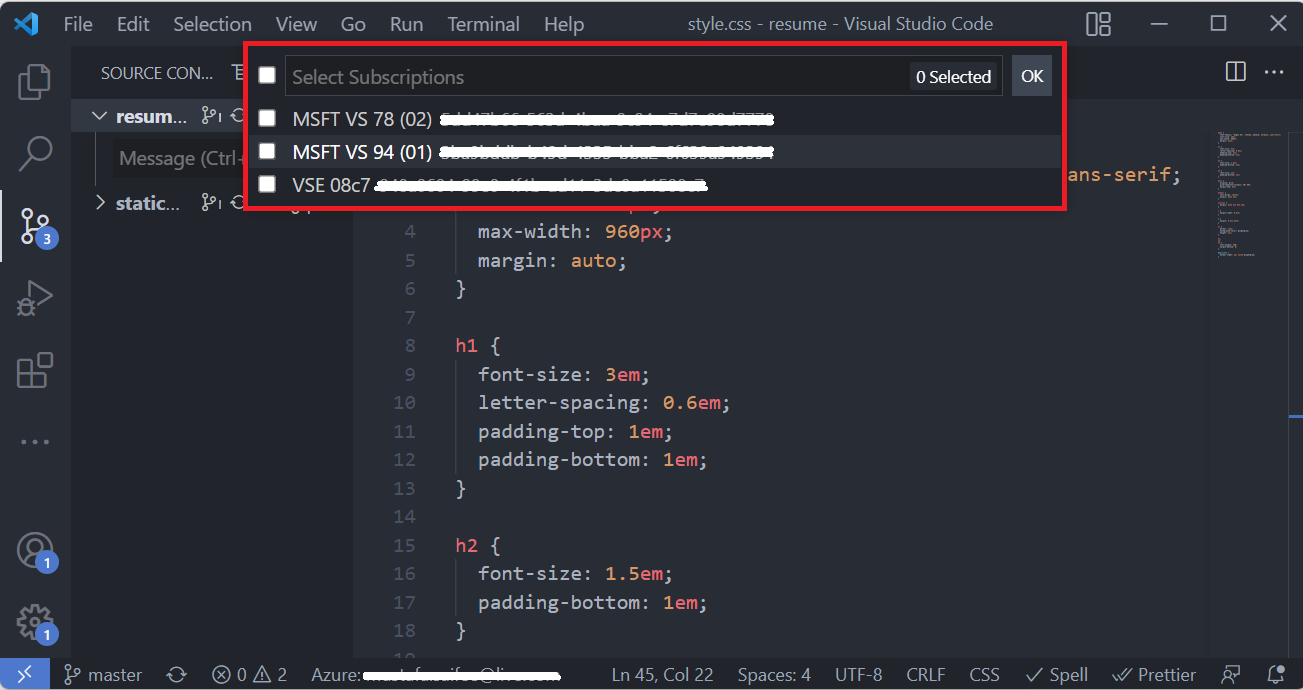 File Edit Selection View Go Run Terminal Help style.css - resume - Visual Studio Code
SOURCE CON...
Select Subscriptions 0 Selected OK
resum...
MSFT VS 78 (02)
Message (Ctrl+
MSFT VS 94 (01)
ans-serif;
VSE 08c7
static...
3
4 max-width: 960px;
5 margin: auto;
6 }
7
8 h1 {
9 font-size: 3em;
10 letter-spacing: 0.6em;
11 padding-top: 1em;
12 padding-bottom: 1em;
13 }
14
15 h2 {
1
16 font-size: 1.5em;
17 padding-bottom: 1em;
18 }
1
master 0 2 Azure: Ln 45, Col 22 Spaces: 4 UTF-8 CRLF CSS Spell Prettier